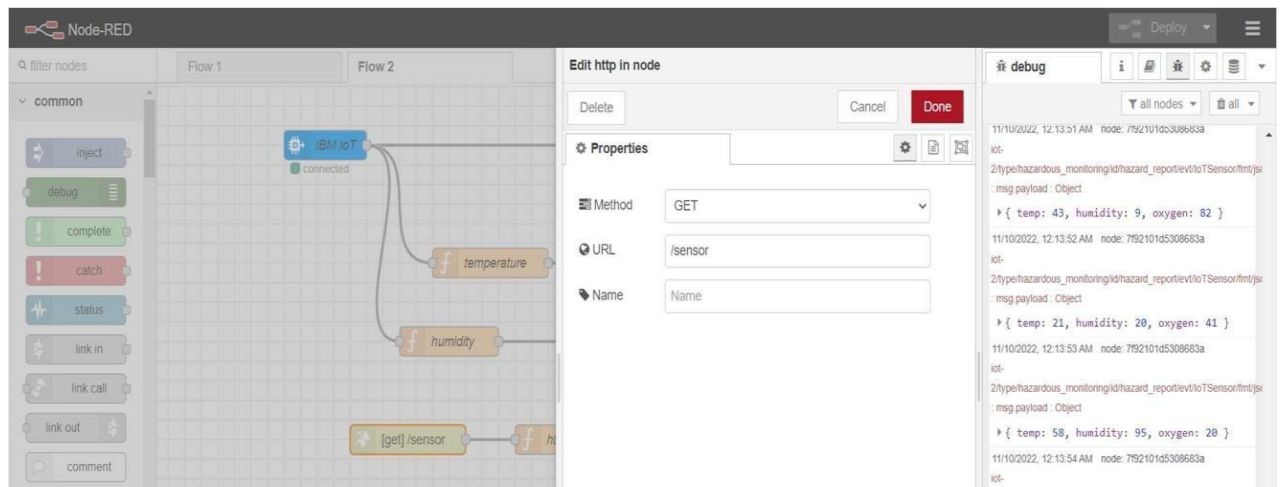 Node-RED
Deploy
filter nodes
Flow 1
Flow 2
common
inject
debug
complete
catch
status
link in
link call
link out
comment
IBM IoT
connected
temperature
humidity
[get] /sensor
Edit http in node
Delete
Cancel
Done
Properties
Method
GET
URL
/sensor
Name
Name
debug
i
all nodes
all
11/10/2022, 12:13:51 AM node: 7f92101d5308683a
iot-
2/type/hazardous_monitoring/id/hazard_report/evt/IoTSensor/fmt/jso
: msg.payload : Object
{ temp: 43, humidity: 9, oxygen: 82 }
11/10/2022, 12:13:52 AM node: 7f92101d5308683a
iot-
2/type/hazardous_monitoring/id/hazard_report/evt/IoTSensor/fmt/jso
: msg.payload : Object
{ temp: 21, humidity: 20, oxygen: 41 }
11/10/2022, 12:13:53 AM node: 7f92101d5308683a
iot-
2/type/hazardous_monitoring/id/hazard_report/evt/IoTSensor/fmt/jso
: msg.payload : Object
{ temp: 58, humidity: 95, oxygen: 20 }
11/10/2022, 12:13:54 AM node: 7f92101d5308683a
iot-